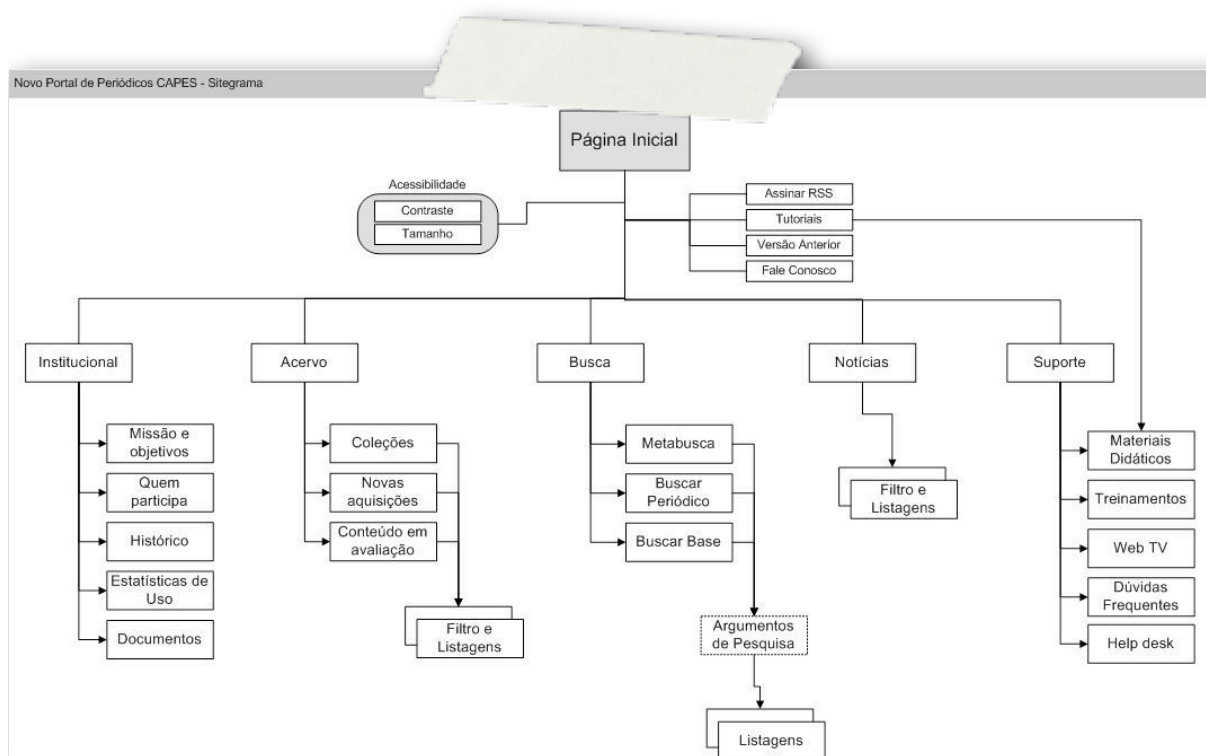 Novo Portal de Periódicos CAPES - Sitegrama
Página Inicial
Acessibilidade
Contraste
Tamanho
Assinar RSS
Tutoriais
Versão Anterior
Fale Conosco
Institucional
Missão e
objetivos
Quem
participa
Histórico
Estatísticas de
Uso
Documentos
Acervo
Coleções
Novas
aquisições
Conteúdo em
avaliação
Filtro e
Listagens
Busca
Metabusca
Buscar
Periódico
Buscar Base
Argumentos
de Pesquisa
Listagens
Notícias
Filtro e
Listagens
Suporte
Materiais
Didáticos
Treinamentos
Web TV
Dúvidas
Frequentes
Help desk